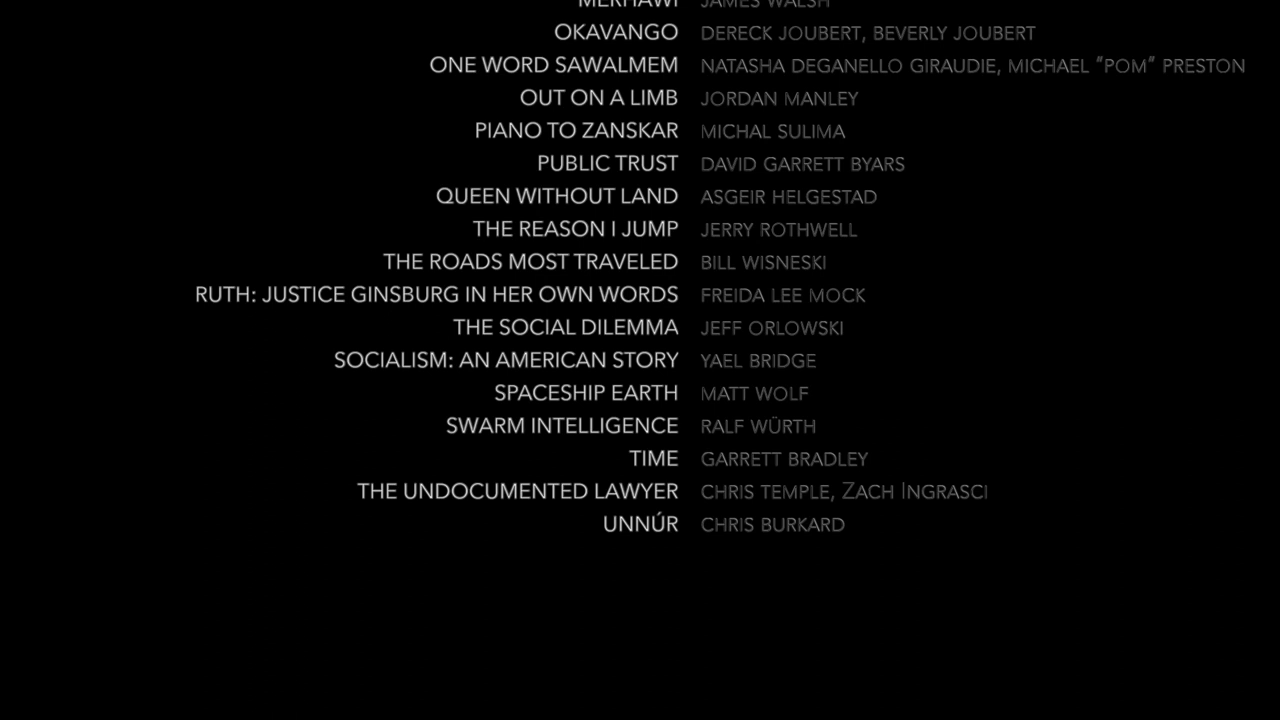 MERHAWI JAMES WALSH
OKAVANGO DERECK JOUBERT, BEVERLY JOUBERT
ONE WORD SAWALMEM NATASHA DEGANELLO GIRAUDIE, MICHAEL "POM" PRESTON
OUT ON A LIMB JORDAN MANLEY
PIANO TO ZANSKAR MICHAL SULIMA
PUBLIC TRUST DAVID GARRETT BYARS
QUEEN WITHOUT LAND ASGEIR HELGESTAD
THE REASON I JUMP JERRY ROTHWELL
THE ROADS MOST TRAVELED BILL WISNESKI
RUTH: JUSTICE GINSBURG IN HER OWN WORDS FREIDA LEE MOCK
THE SOCIAL DILEMMA JEFF ORLOWSKI
SOCIALISM: AN AMERICAN STORY YAEL BRIDGE
SPACESHIP EARTH MATT WOLF
SWARM INTELLIGENCE RALF WÜRTH
TIME GARRETT BRADLEY
THE UNDOCUMENTED LAWYER CHRIS TEMPLE, ZACH INGRASCI
UNNÚR CHRIS BURKARD